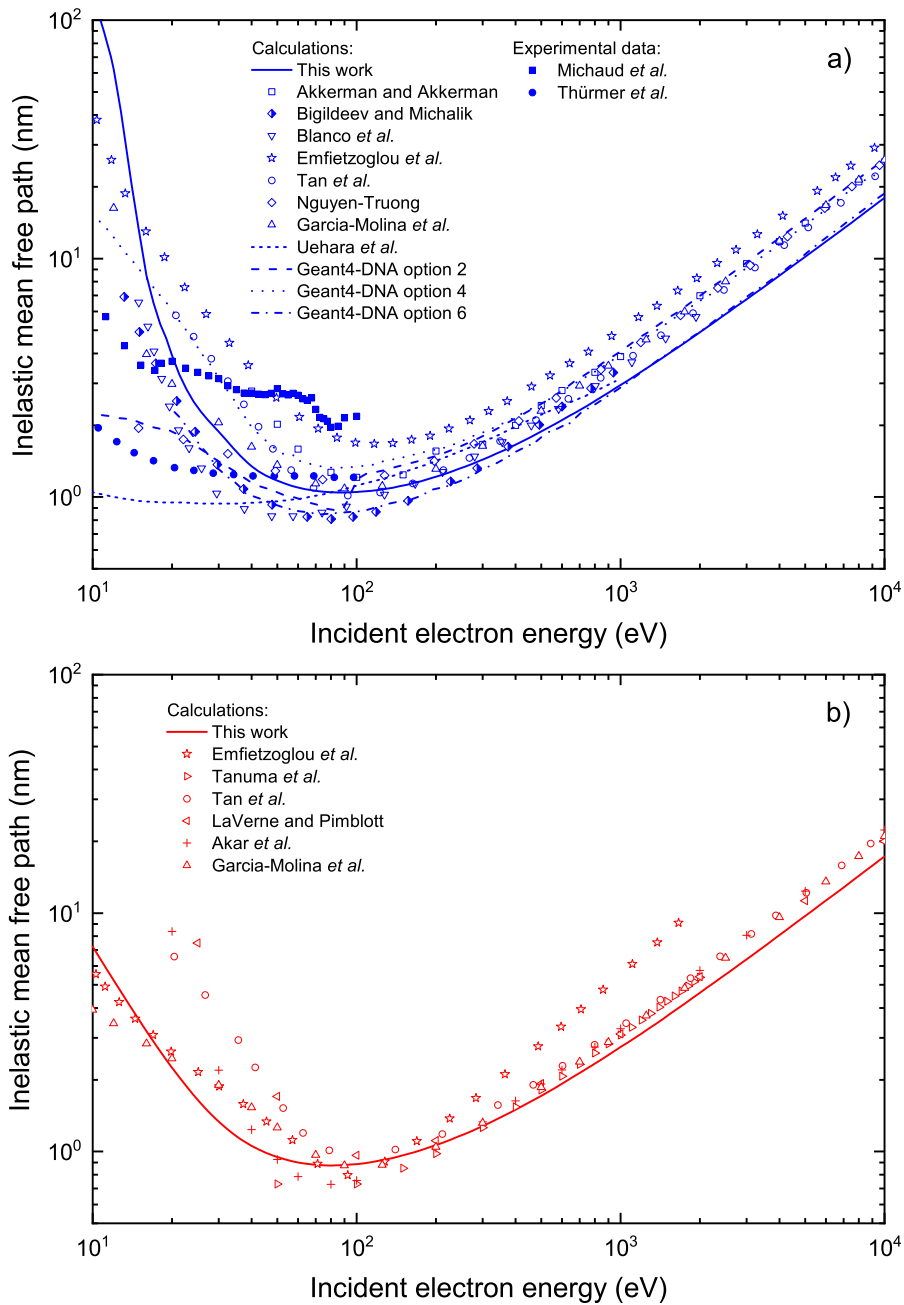 a)
Calculations:
This work
Akkerman and Akkerman
Bigildeev and Michalik
Blanco et al.
Emfietzoglou et al.
Tan et al.
Nguyen-Truong
Garcia-Molina et al.
Uehara et al.
Geant4-DNA option 2
Geant4-DNA option 4
Geant4-DNA option 6
Experimental data:
Michaud et al.
Thürmer et al.
Inelastic mean free path (nm)
10²
10¹
10⁰
10¹ 10² 10³ 10⁴
Incident electron energy (eV)
b)
Calculations:
This work
Emfietzoglou et al.
Tanuma et al.
Tan et al.
LaVerne and Pimblott
Akar et al.
Garcia-Molina et al.
Inelastic mean free path (nm)
10²
10¹
10⁰
10¹ 10² 10³ 10⁴
Incident electron energy (eV)